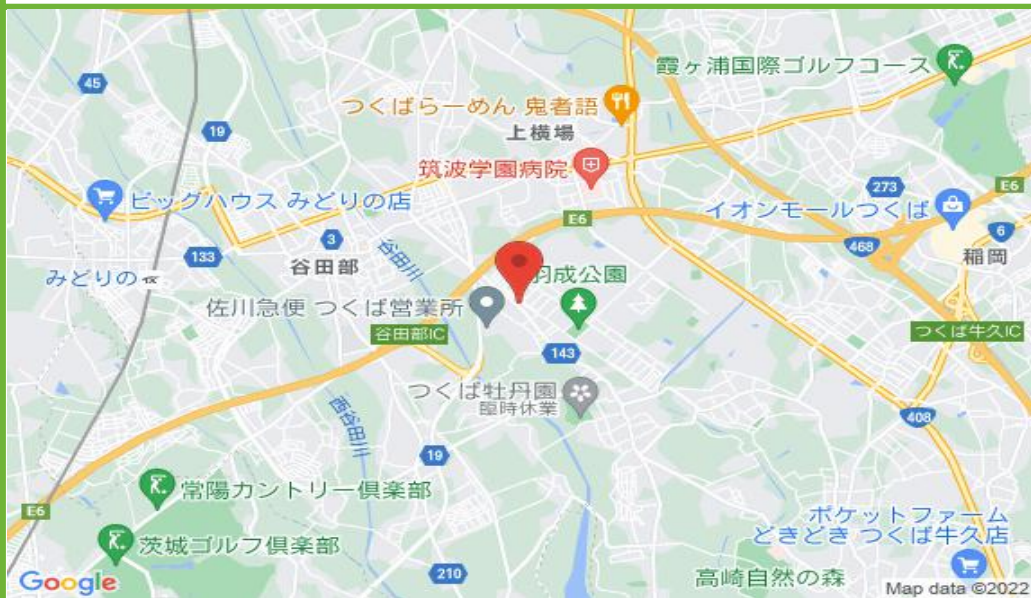 霞ヶ浦国際ゴルフコース
45
つくばらーめん 鬼者語
19
上横場
筑波学園病院
E6
273
ビッグハウス みどりの店
イオンモールつくば
E6
6
3
谷田川
468
133
谷田部
稲岡
みどりの
羽成公園
佐川急便 つくば営業所
谷田部IC
つくば牛久IC
143
つくば牡丹園
臨時休業
408
西谷田川
19
常陽カントリー倶楽部
E6
ポケットファーム
どきどき つくば牛久店
茨城ゴルフ倶楽部
210
高崎自然の森
Google
Map data ©2022